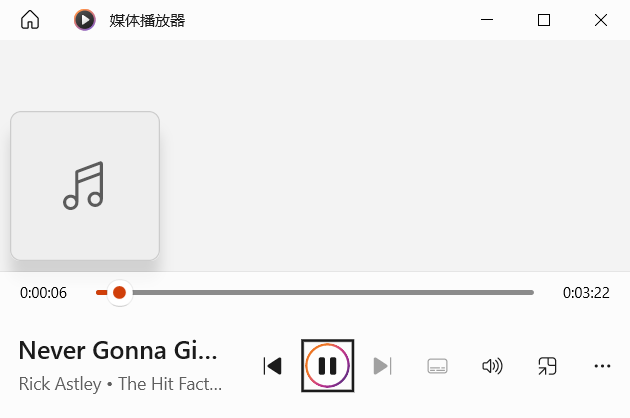 媒体播放器
0:00:06
0:03:22
Never Gonna Gi...
Rick Astley • The Hit Fact...